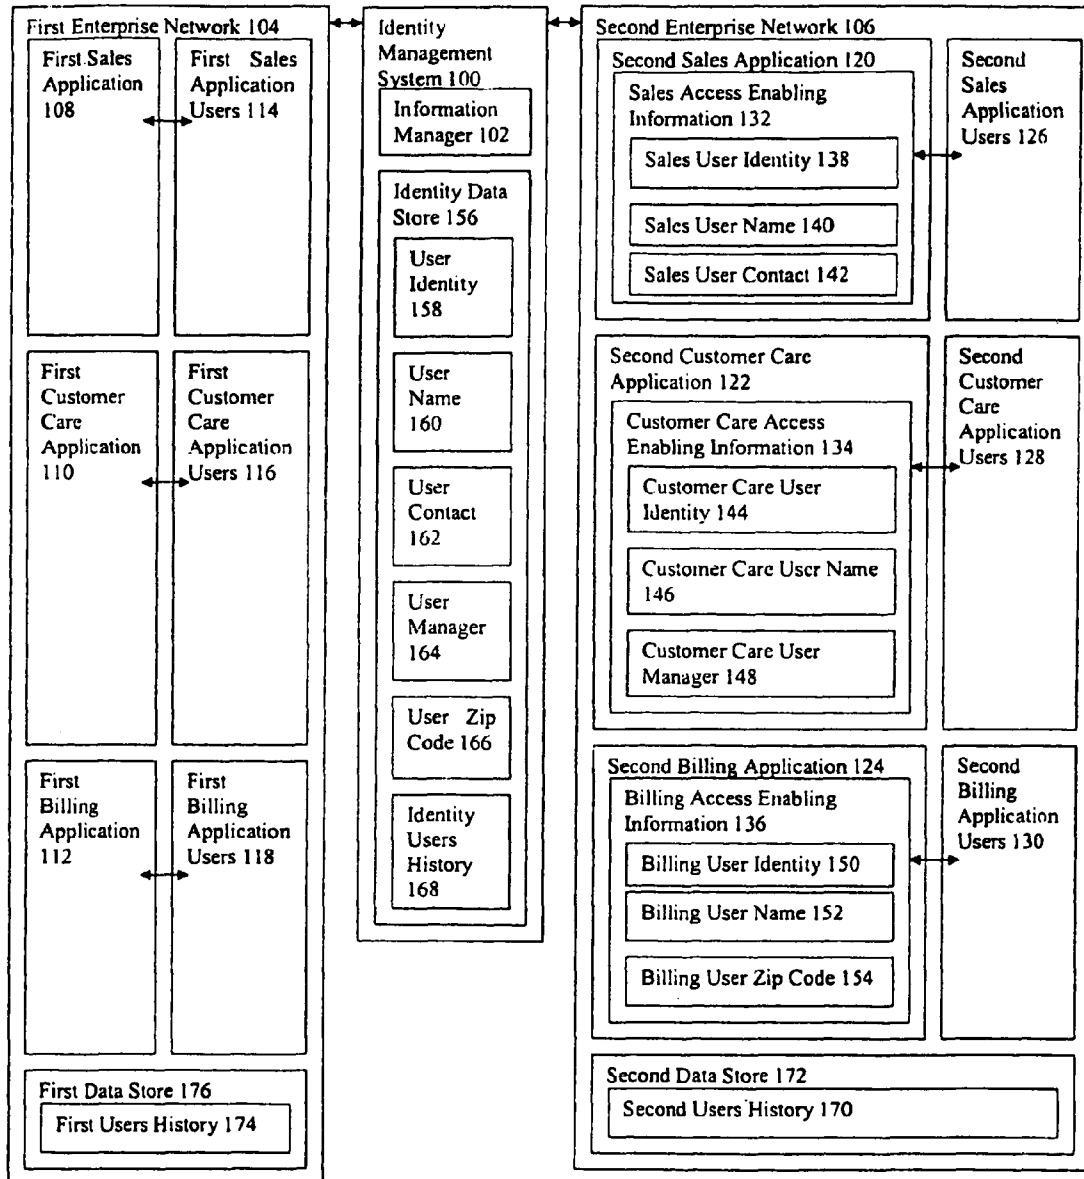 First Enterprise Network 104
First Sales
Application
108
First Sales
Application
Users 114
First
Customer
Care
Application
110
First
Customer
Care
Application
Users 116
First
Billing
Application
112
First
Billing
Application
Users 118
First Data Store 176
First Users History 174
Identity
Management
System 100
Information
Manager 102
Identity Data
Store 156
User
Identity
158
User
Name
160
User
Contact
162
User
Manager
164
User Zip
Code 166
Identity
Users
History
168
Second Enterprise Network 106
Second Sales Application 120
Sales Access Enabling
Information 132
Sales User Identity 138
Sales User Name 140
Sales User Contact 142
Second
Sales
Application
Users 126
Second Customer Care
Application 122
Customer Care Access
Enabling Information 134
Customer Care User
Identity 144
Customer Care User Name
146
Customer Care User
Manager 148
Second
Customer
Care
Application
Users 128
Second Billing Application 124
Billing Access Enabling
Information 136
Billing User Identity 150
Billing User Name 152
Billing User Zip Code 154
Second
Billing
Application
Users 130
Second Data Store 172
Second Users History 170